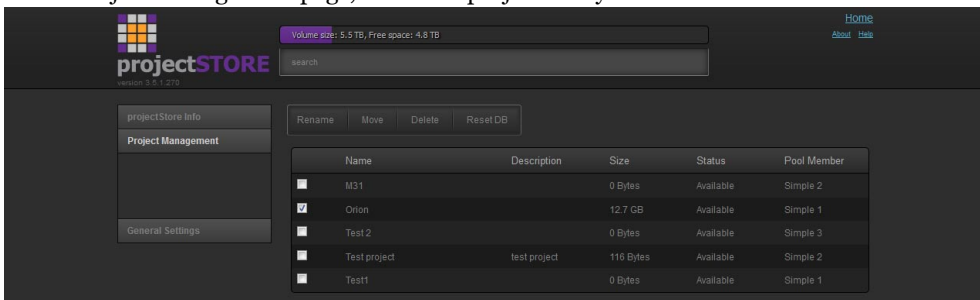 Home
Volume size: 5.5 TB, Free space: 4.8 TB
About Help
projectSTORE
search
version 3.5.1.279
projectStore Info
Rename Move Delete Reset DB
Project Management
Name Description Size Status Pool Member
M31 0 Bytes Available Simple 2
Orion 12.7 GB Available Simple 1
General Settings
Test 2 0 Bytes Available Simple 3
Test project test project 116 Bytes Available Simple 2
Test1 0 Bytes Available Simple 1